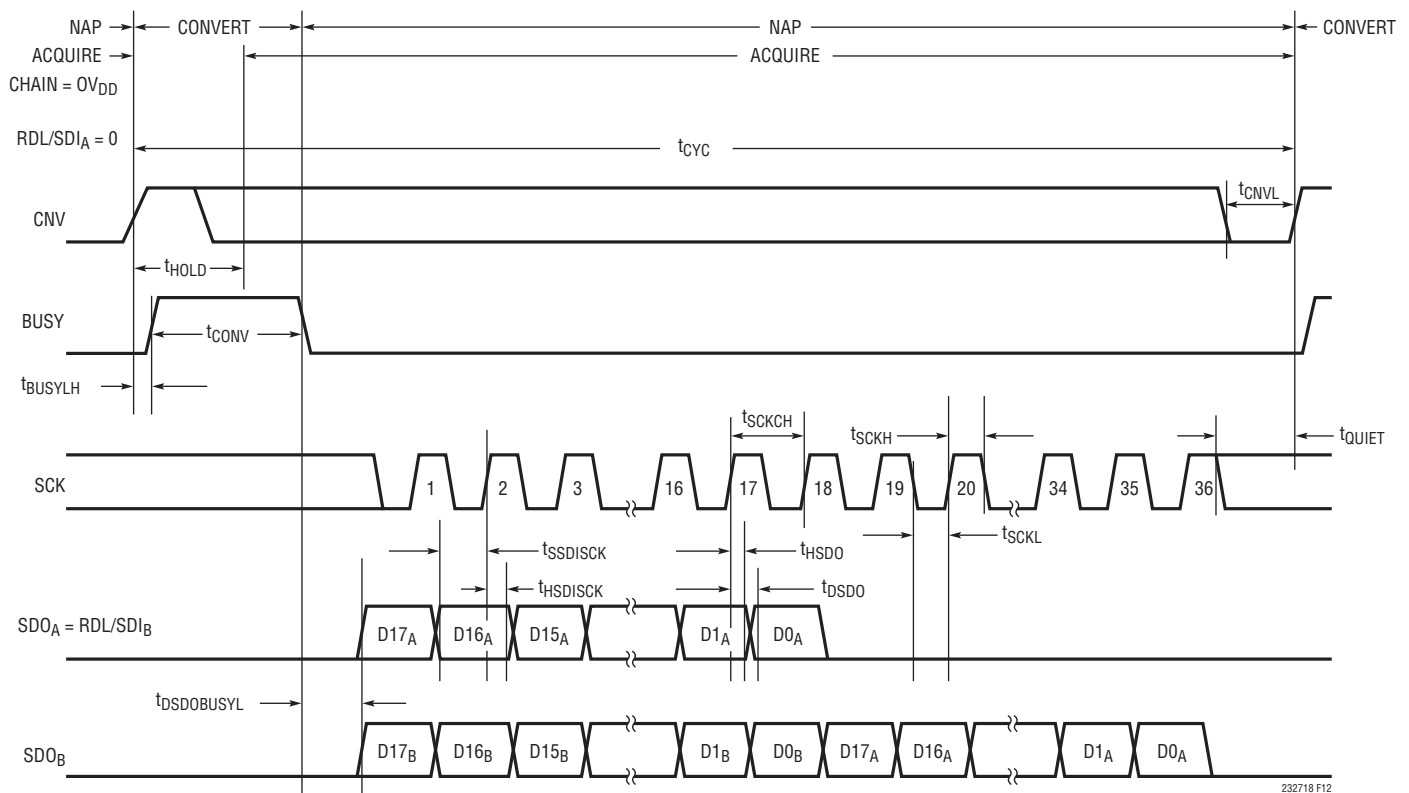 NAP CONVERT NAP CONVERT
ACQUIRE ACQUIRE
CHAIN = OVDD
RDL/SDIA = 0
tCYC
tCNVL
CNV
tHOLD
BUSY
tCONV
tBUSYLH
tSCKCH
tSCKH
tQUIET
SCK
1 2 3 16 17 18 19 20 34 35 36
tSSDISCK
tHSDO
tSCKL
tHSDISCK
tDSDO
SDOA = RDL/SDIB
D17A D16A D15A D1A D0A
tDSDOBUSYL
SDOB
D17B D16B D15B D1B D0B D17A D16A D1A D0A
232718 F12